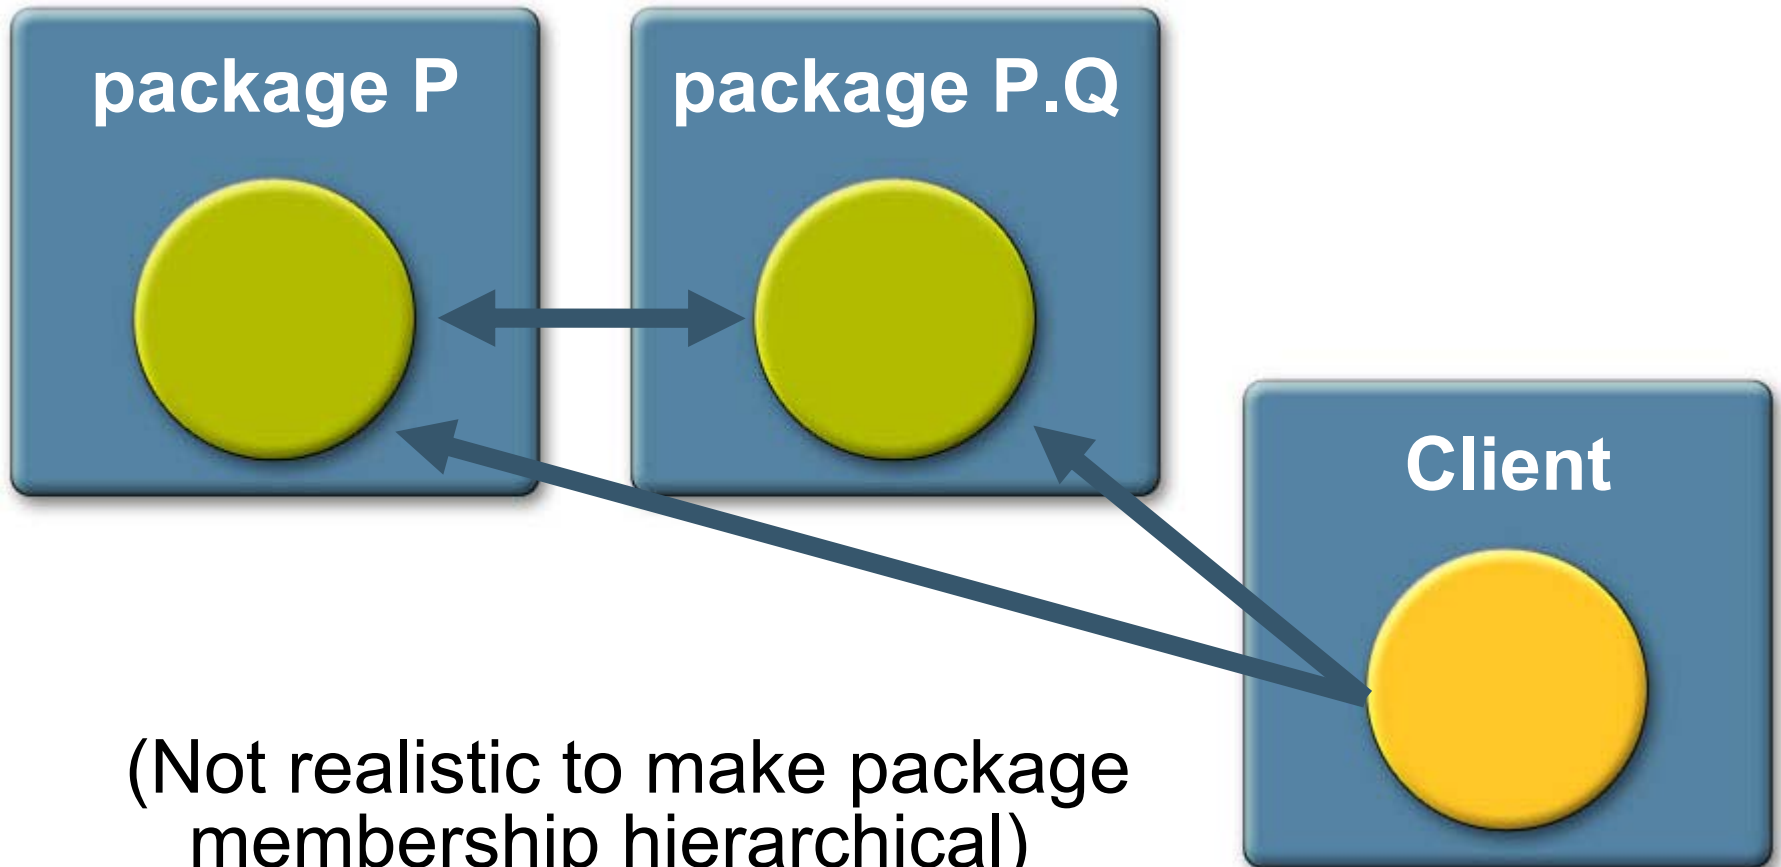 package P
package P.Q
Client
(Not realistic to make package
membership hierarchical)